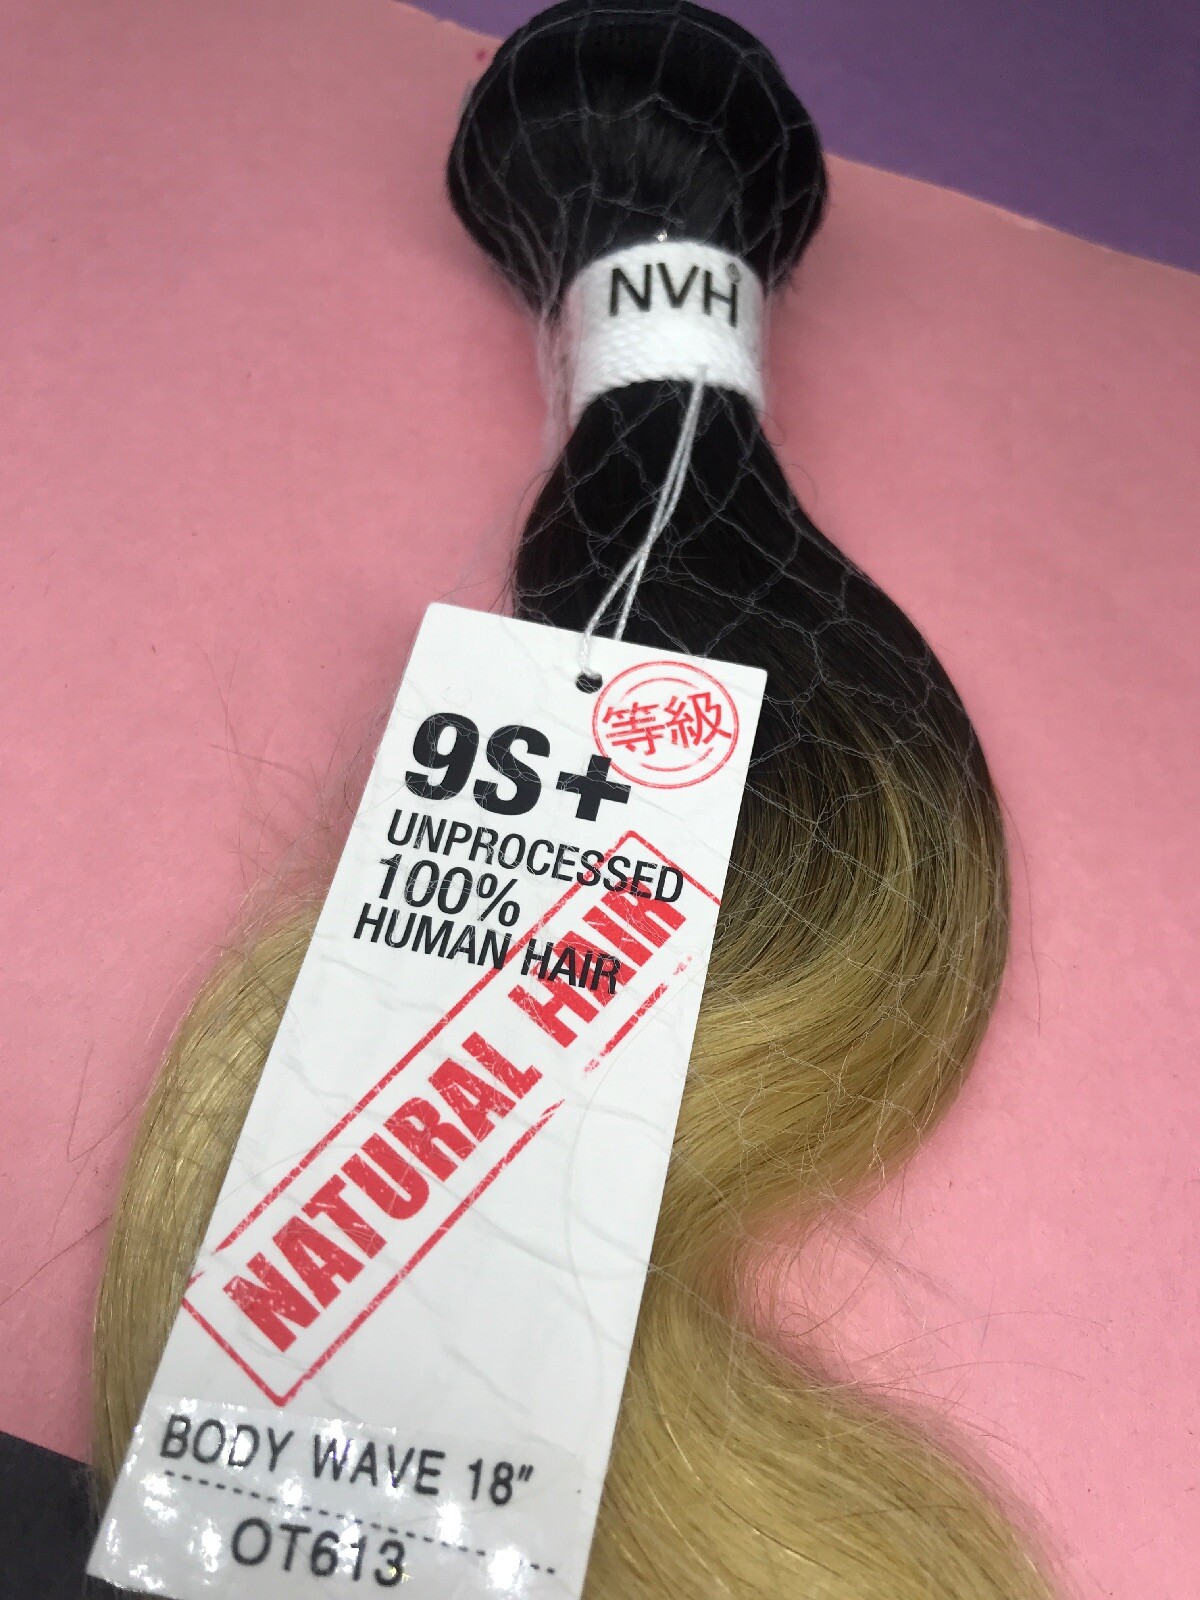 NVH
等級
9S+
UNPROCESSED
100%
HUMAN HAIR
NATURAL HAIR
BODY WAVE 18"
OT613